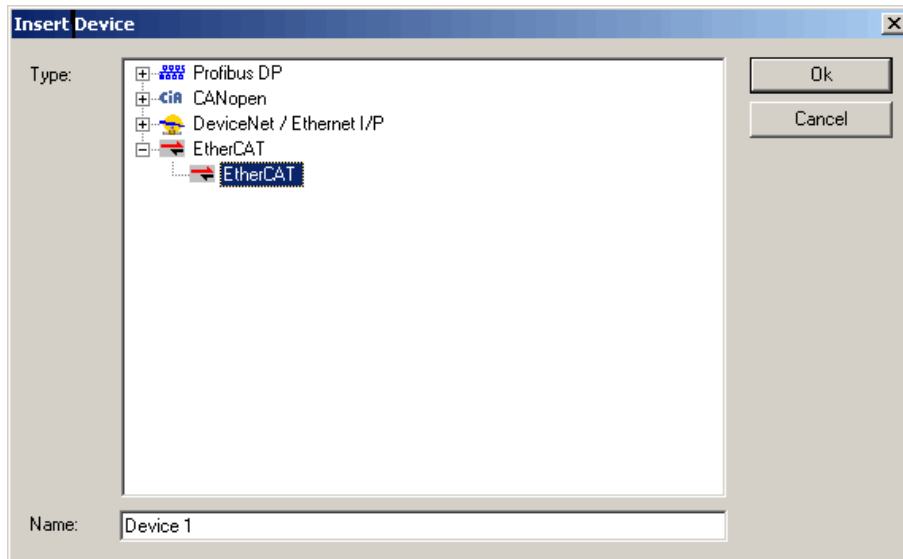 Insert Device
Type:
Profibus DP
Ok
CiA CANopen
Cancel
DeviceNet / Ethernet I/P
EtherCAT
EtherCAT
Name:
Device 1